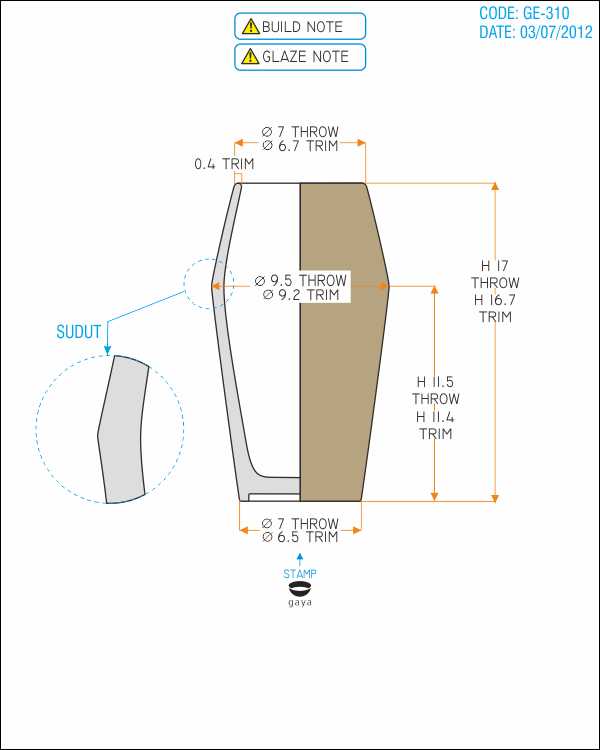 BUILD NOTE
GLAZE NOTE
CODE: GE-310
DATE: 03/07/2012
Ø 7 THROW
Ø 6.7 TRIM
0.4 TRIM
Ø 9.5 THROW
Ø 9.2 TRIM
H 17
THROW
H 16.7
TRIM
SUDUT
H 11.5
THROW
H 11.4
TRIM
Ø 7 THROW
Ø 6.5 TRIM
STAMP
gaya